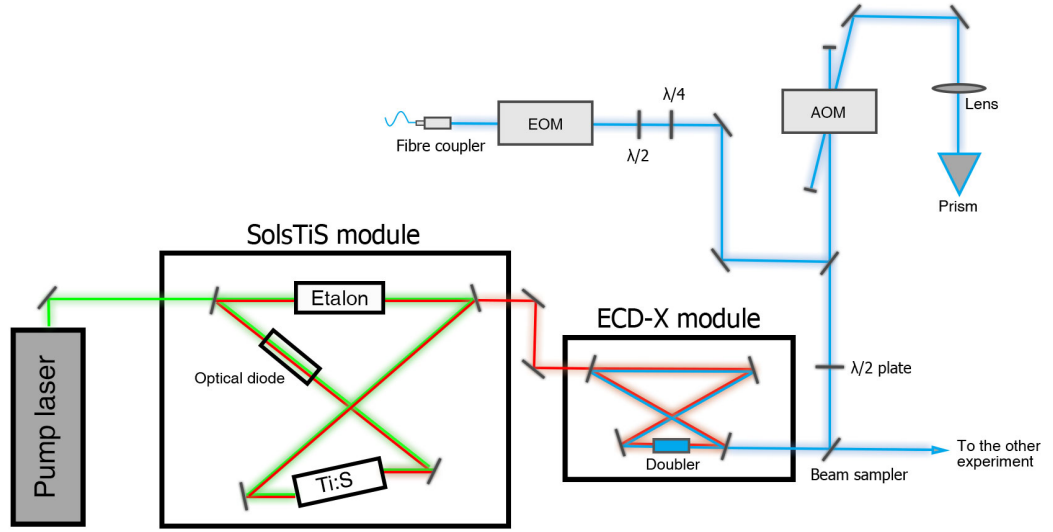 AOM
Lens
Prism
λ/4
EOM
λ/2
Fibre coupler
SolsTiS module
Etalon
Optical diode
Ti:S
Pump laser
ECD-X module
Doubler
λ/2 plate
Beam sampler
To the other
experiment